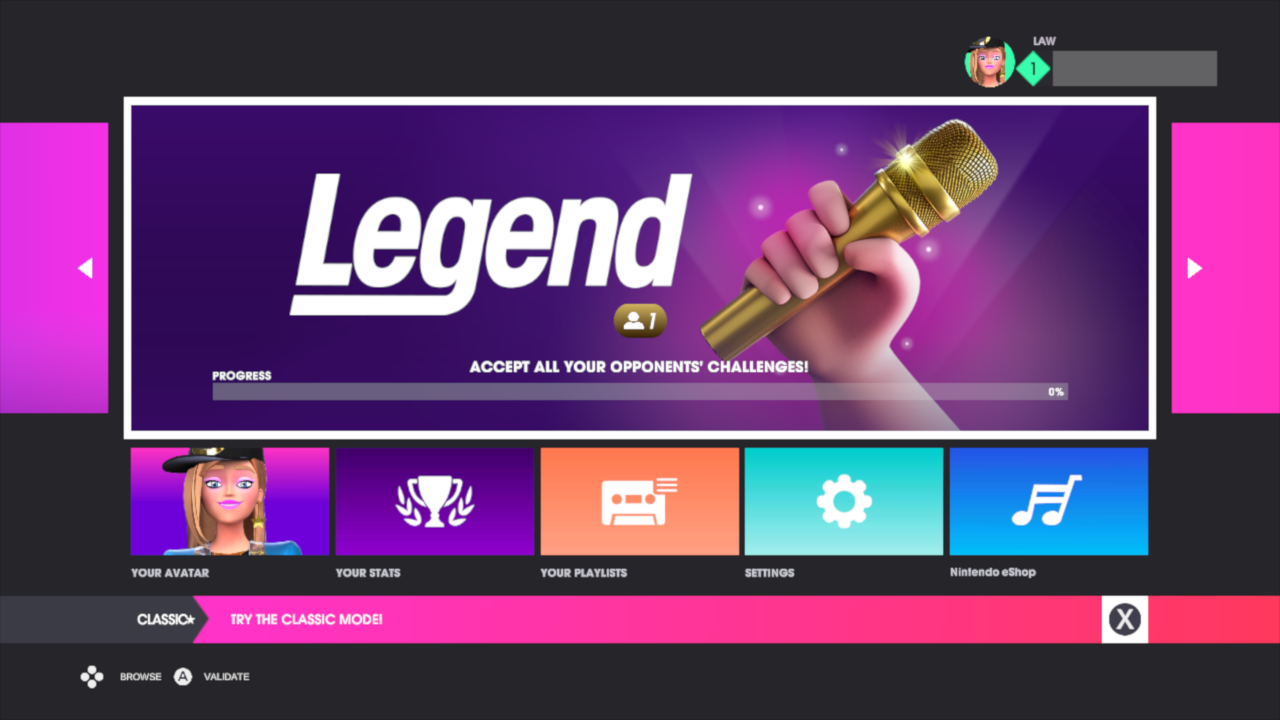 LAW
1
Legend
1
ACCEPT ALL YOUR OPPONENTS' CHALLENGES!
PROGRESS
0%
YOUR AVATAR
YOUR STATS
YOUR PLAYLISTS
SETTINGS
Nintendo eShop
CLASSIC★
TRY THE CLASSIC MODE!
X
BROWSE
A
VALIDATE